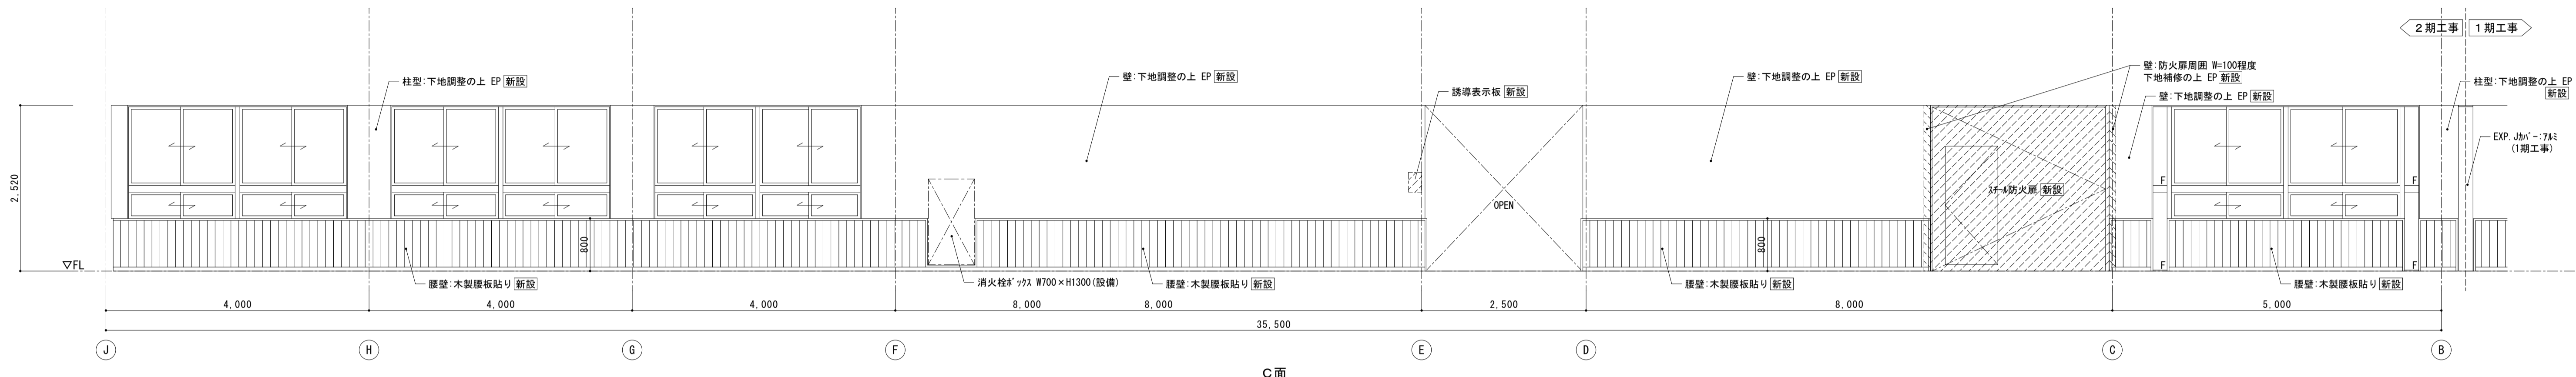 2期工事 1期工事
柱型:下地調整の上 EP 新設
壁:下地調整の上 EP 新設
誘導表示板 新設
壁:下地調整の上 EP 新設
壁:防火扉周囲 W=100程度
下地補修の上 EP 新設
壁:下地調整の上 EP 新設
柱型:下地調整の上 EP
新設
EXP.Jカバー:アルミ
(1期工事)
2,520
OPEN
スチール防火扉 新設
F
F
F
F
800
800
▽FL
腰壁:木製腰板貼り 新設
消火栓ボックス W700×H1300(設備)
腰壁:木製腰板貼り 新設
腰壁:木製腰板貼り 新設
腰壁:木製腰板貼り 新設
4,000 4,000 4,000 8,000 8,000 2,500 8,000 5,000
35,500
J H G F E D C B
C面